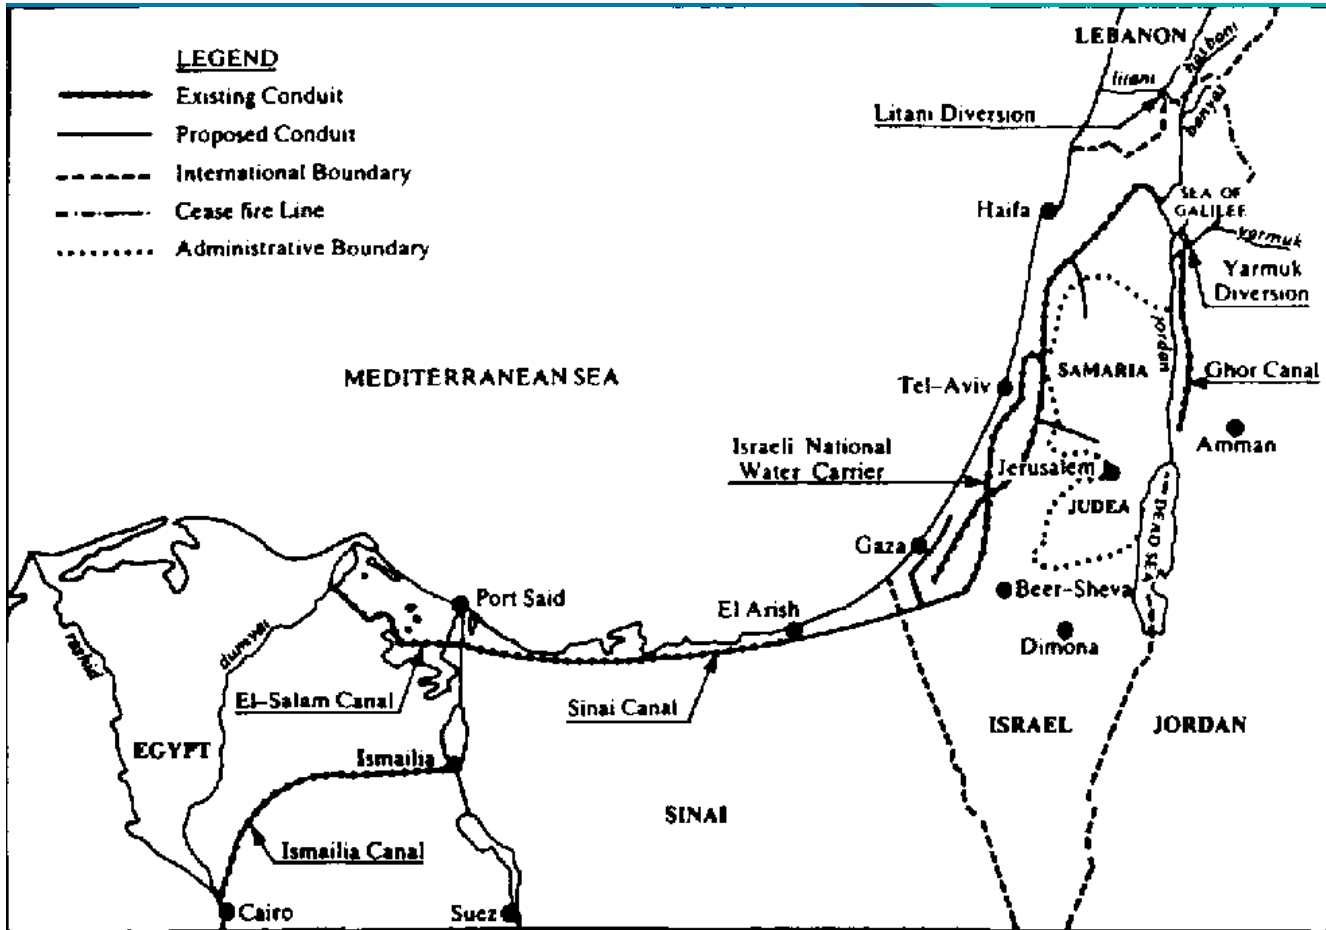 LEGEND
Existing Conduit
Proposed Conduit
International Boundary
Cease fire Line
Administrative Boundary
LEBANON
litani
Litani Diversion
banyas
Haifa
SEA OF
GALILEE
yarmuk
Yarmuk
Diversion
jordan
SAMARIA
MEDITERRANEAN SEA
Tel-Aviv
Ghor Canal
Amman
Israeli National
Water Carrier
Jerusalem
JUDEA
DEAD SEA
Gaza
Beer-Sheva
Port Said
El Arish
Dimona
rashid
dumyat
El-Salam Canal
Sinai Canal
ISRAEL
JORDAN
EGYPT
Ismailia
SINAI
Ismailia Canal
Cairo
Suez